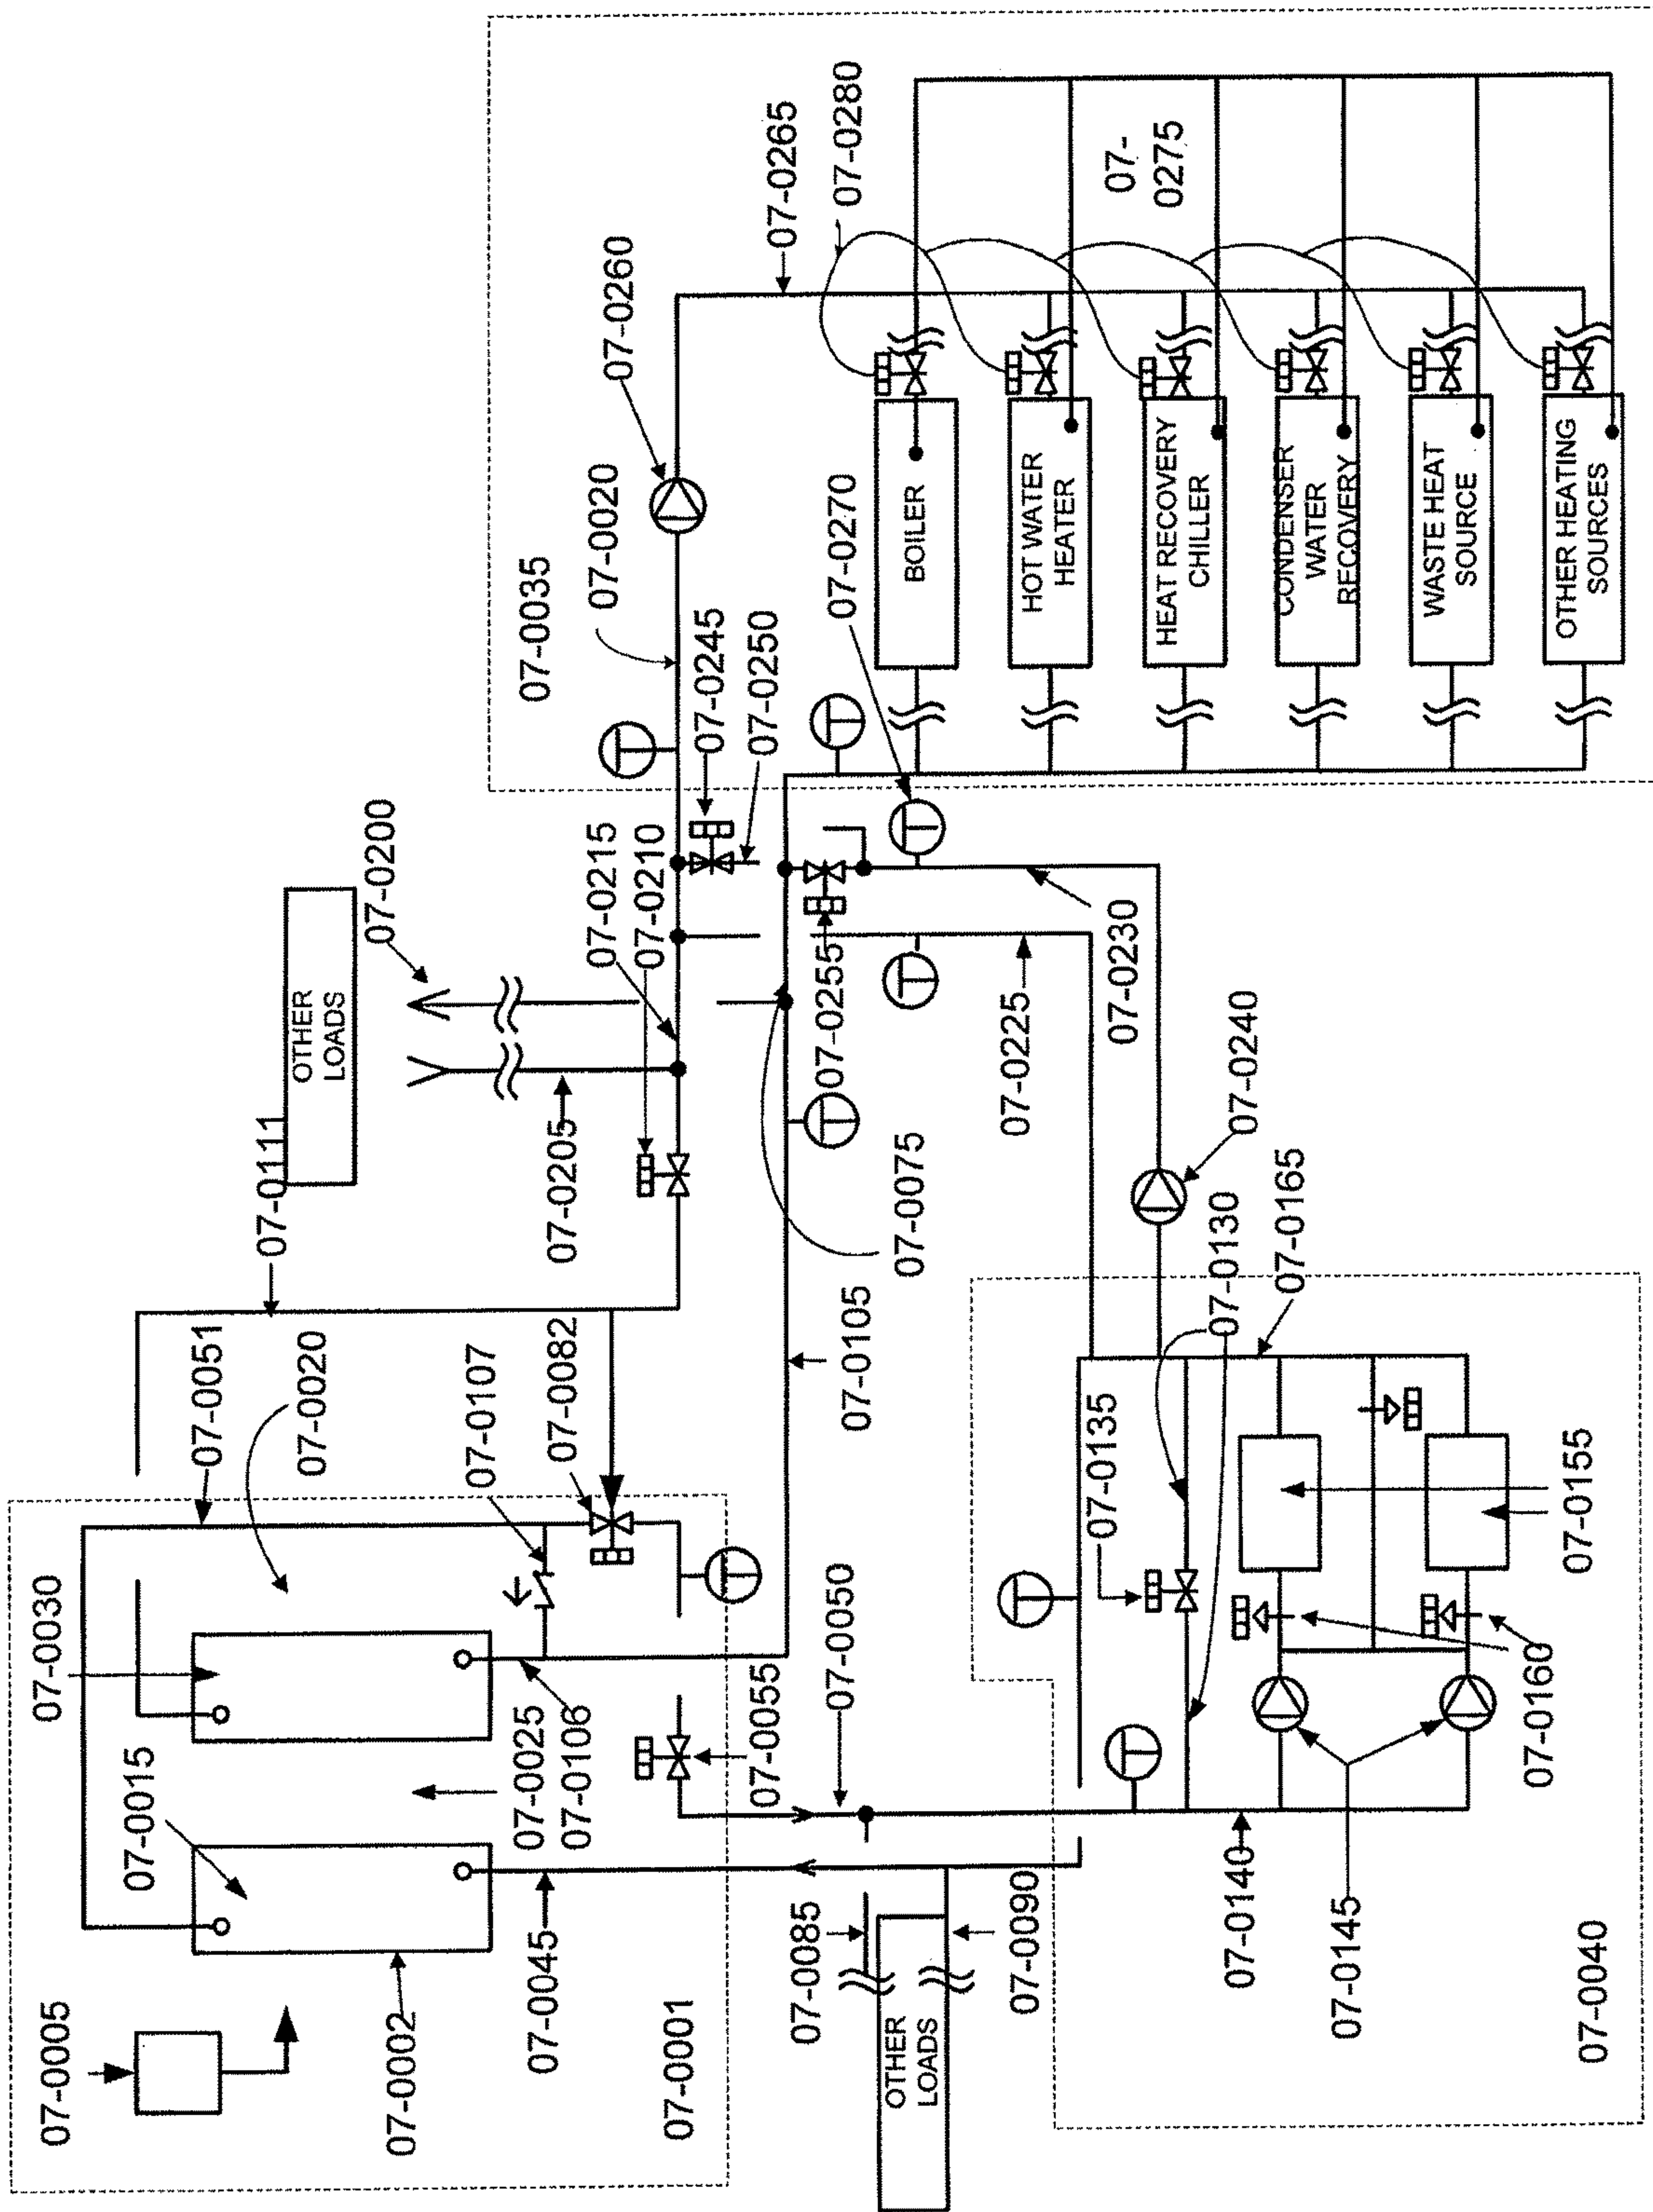 07-0005
07-0030
07-0015
07-0051
07-0111
OTHER
LOADS
07-0020
07-0200
07-0002
07-0107
07-0025
07-0106
07-0045
07-0082
07-0205
07-0215
07-0210
07-0035
07-0020
07-0260
07-0001
07-0245
07-0250
07-0265
07-0280
07-0055
07-0085
07-0050
07-0255
07-0270
07-0105
07-0075
OTHER
LOADS
T
T
T
T
T
T
T
T
BOILER
07-0090
07-0225
HOT WATER
HEATER
07-0135
07-0230
07-
0275
HEAT RECOVERY
CHILLER
07-0140
07-0130
07-0240
CONDENSER
WATER
RECOVERY
07-0145
07-0165
WASTE HEAT
SOURCE
07-0160
07-0155
OTHER HEATING
SOURCES
07-0040